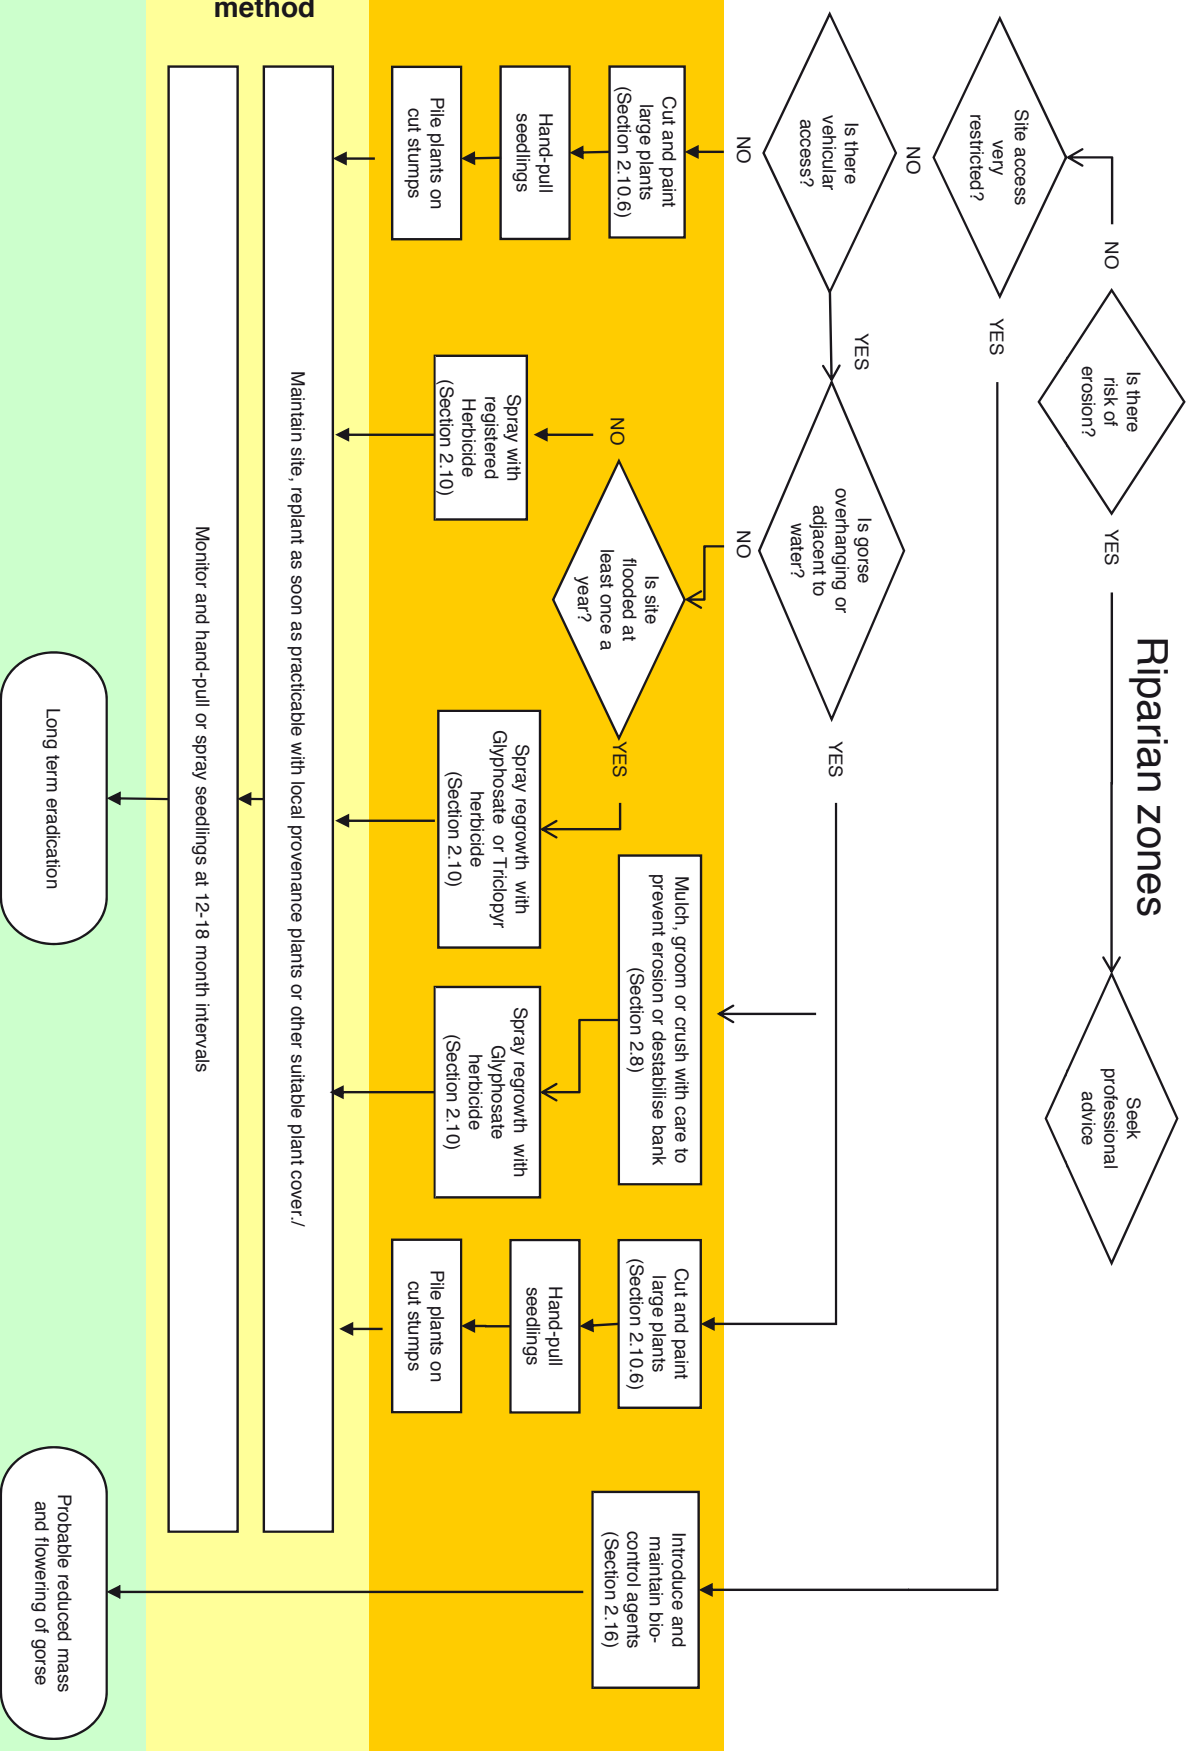 Riparian zones
Is there
risk of
erosion?
NO
YES
Seek
professional
advice
Site access
very
restricted?
NO
YES
Is there
vehicular
access?
NO
YES
Is gorse
overhanging or
adjacent to
water?
NO
YES
Is site
flooded at
least once a
year?
NO
YES
Cut and paint
large plants
(Section 2.10.6)
Hand-pull
seedlings
Pile plants on
cut stumps
Spray with
registered
Herbicide
(Section 2.10)
Spray regrowth with
Glyphosate or Triclopyr
herbicide
(Section 2.10)
Mulch, groom or crush with care to
prevent erosion or destabilise bank
(Section 2.8)
Spray regrowth with
Glyphosate
herbicide
(Section 2.10)
Cut and paint
large plants
(Section 2.10.6)
Hand-pull
seedlings
Pile plants on
cut stumps
Introduce and
maintain bio-
control agents
(Section 2.16)
method
Maintain site, replant as soon as practicable with local provenance plants or other suitable plant cover./
Monitor and hand-pull or spray seedlings at 12-18 month intervals
Long term eradication
Probable reduced mass
and flowering of gorse